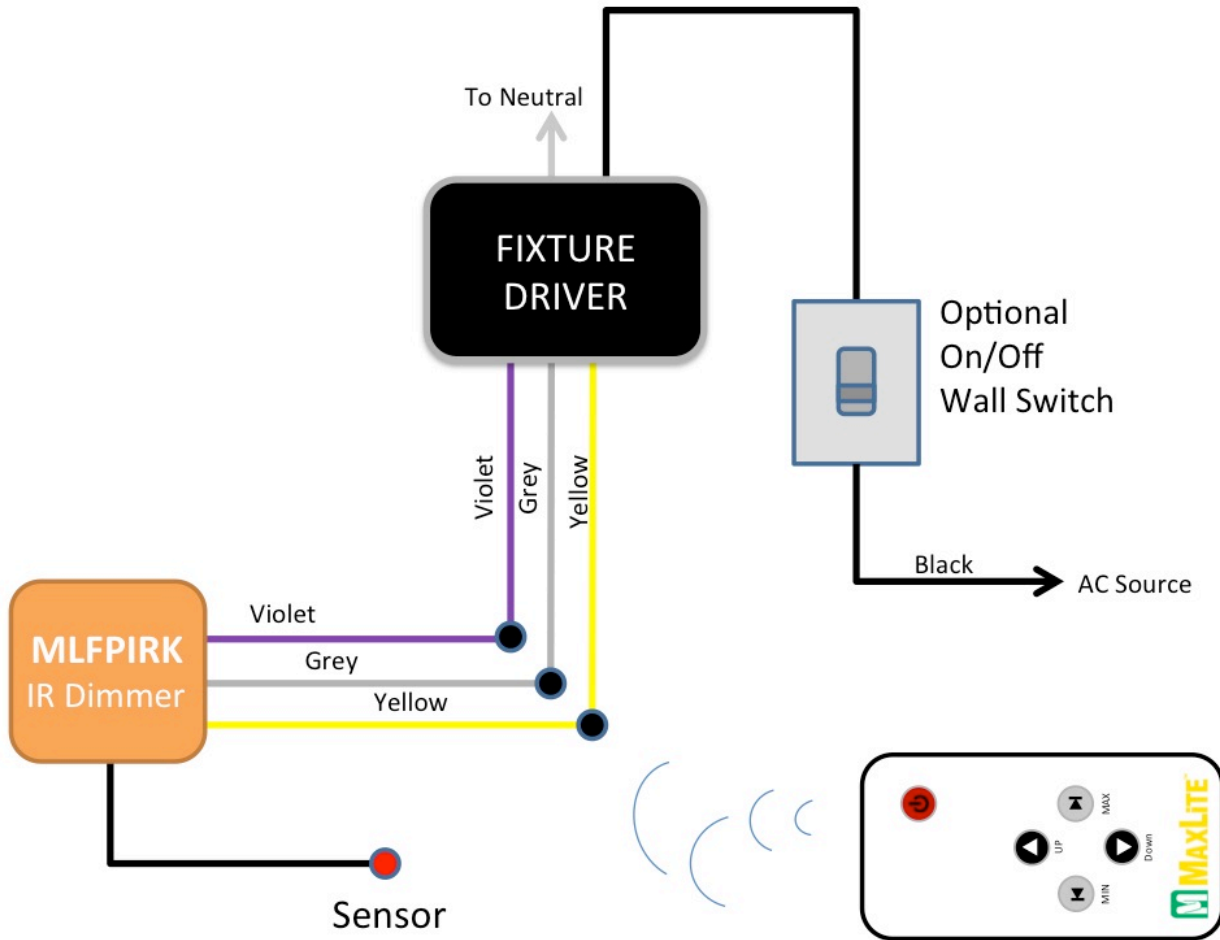 To Neutral
FIXTURE
DRIVER
Optional
On/Off
Wall Switch
Violet
Grey
Yellow
Black
AC Source
Violet
Grey
Yellow
MLFPIRK
IR Dimmer
Sensor
MAX
UP
Down
MIN
M MAXLITE™